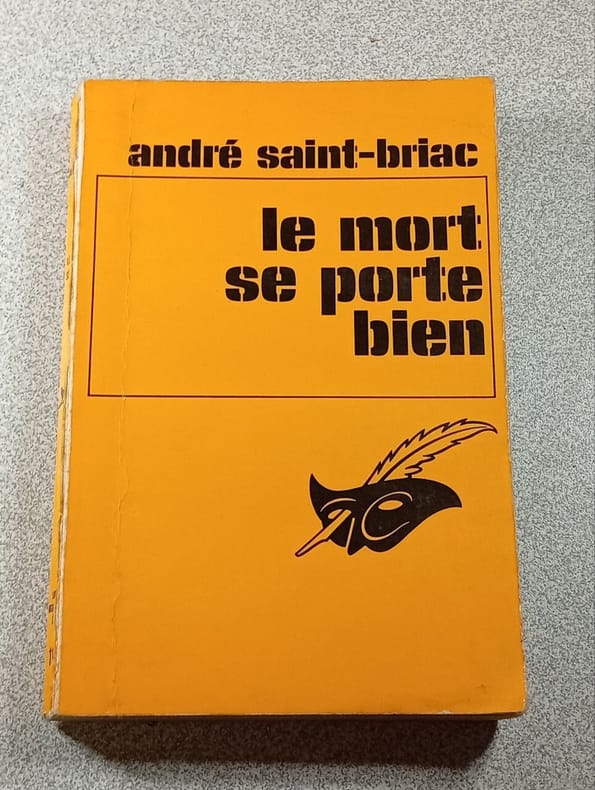 andré saint-briac
le mort
se porte
bien